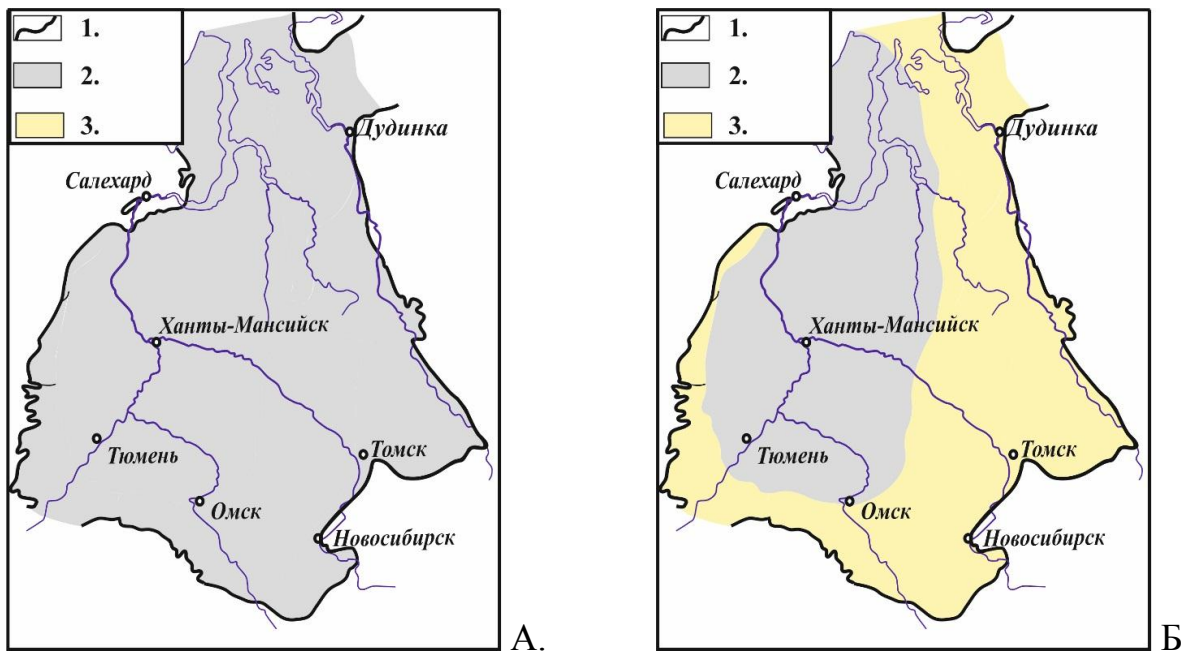 1.
2.
3.
Дудинка
Салехард
Ханты-Мансийск
Тюмень
Томск
Омск
Новосибирск
А.
1.
2.
3.
Дудинка
Салехард
Ханты-Мансийск
Тюмень
Томск
Омск
Новосибирск
Б